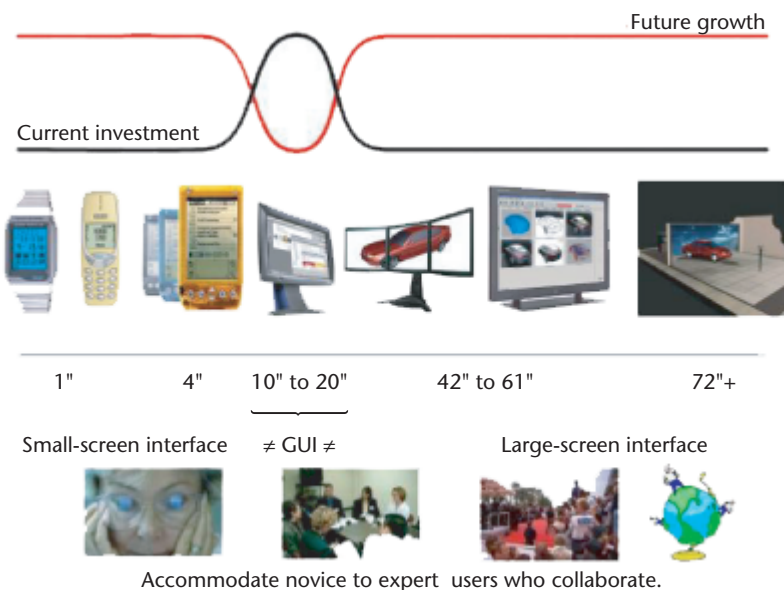 Future growth
Current investment
1" 4" 10" to 20" 42" to 61" 72"+
Small-screen interface ≠ GUI ≠ Large-screen interface
Accommodate novice to expert users who collaborate.